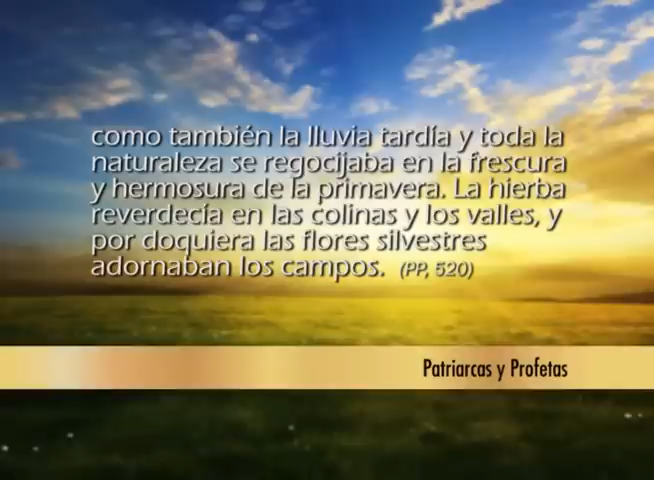 como también la lluvia tardía y toda la
naturaleza se regocijaba en la frescura
y hermosura de la primavera. La hierba
reverdecía en las colinas y los valles, y
por doquiera las flores silvestres
adornaban los campos. (PP, 520)
Patriarcas y Profetas